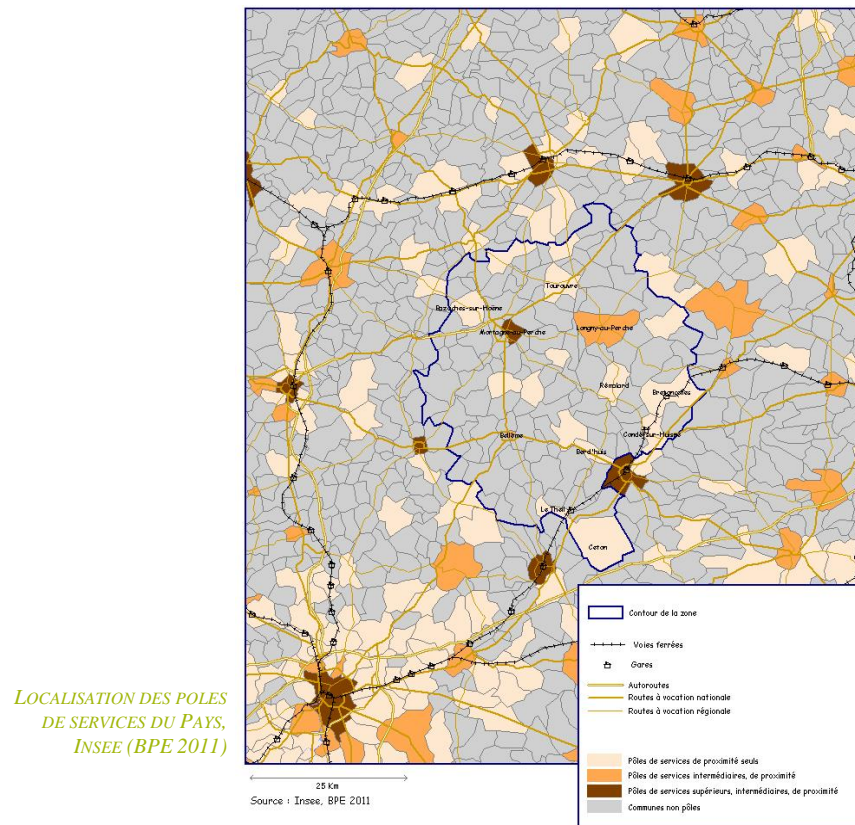 Tourouvre
Bazoches-sur-Hoëne
Mortagne-au-Perche
Longny-au-Perche
Rémalard
Bretoncelles
Condé-sur-Huisne
Bellême
Berd'huis
Le Theil
Ceton
LOCALISATION DES POLES
DE SERVICES DU PAYS,
INSEE (BPE 2011)
Contour de la zone
Voies ferrées
Gares
Autoroutes
Routes à vocation nationale
Routes à vocation régionale
Pôles de services de proximité seuls
Pôles de services intermédiaires, de proximité
Pôles de services supérieurs, intermédiaires, de proximité
Communes non pôles
25 Km
Source : Insee, BPE 2011